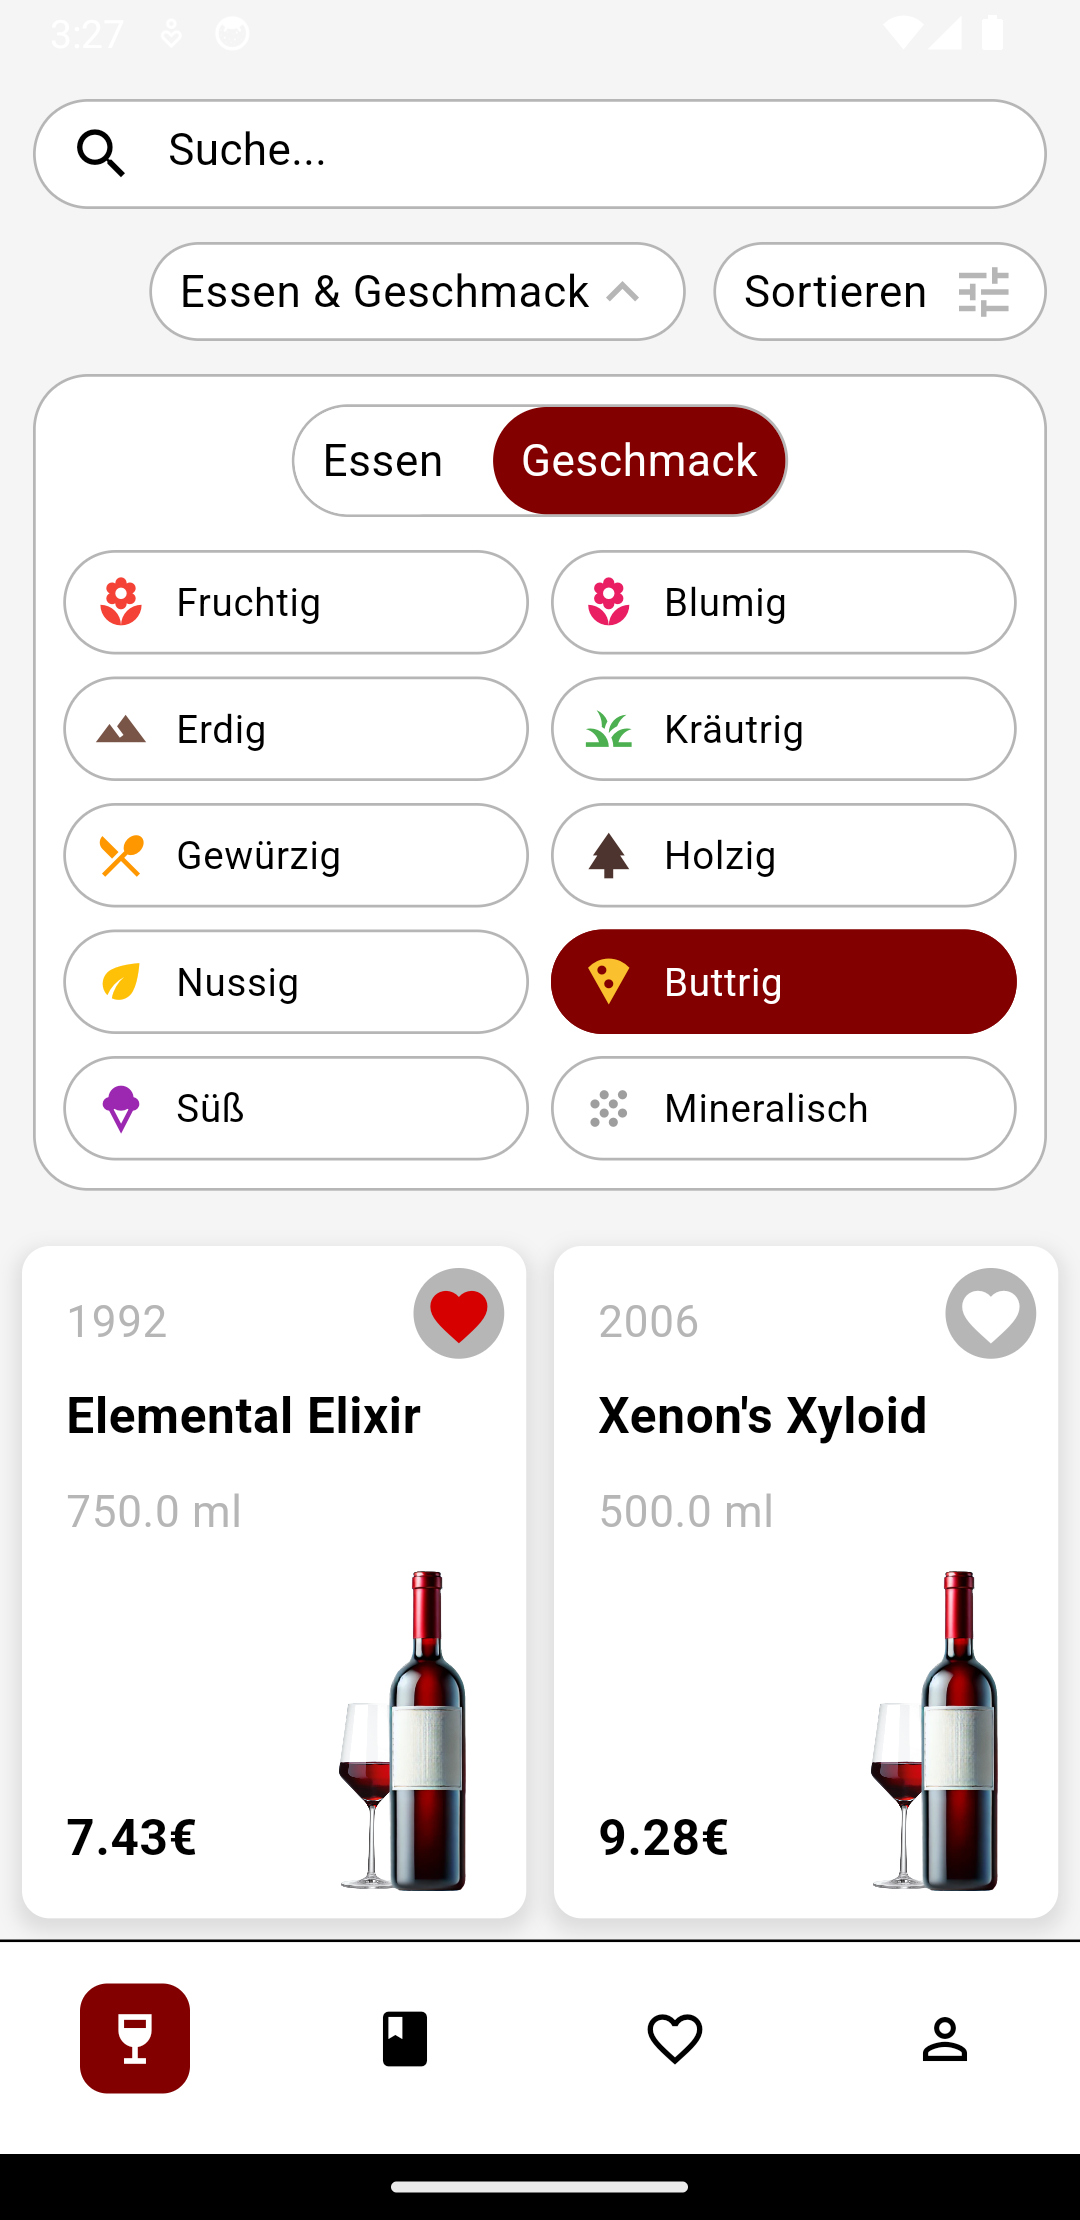 3:27
Suche...
Essen & Geschmack
Sortieren
Essen
Geschmack
Fruchtig
Blumig
Erdig
Kräutrig
Gewürzig
Holzig
Nussig
Buttrig
Süß
Mineralisch
1992
Elemental Elixir
750.0 ml
7.43€
2006
Xenon's Xyloid
500.0 ml
9.28€